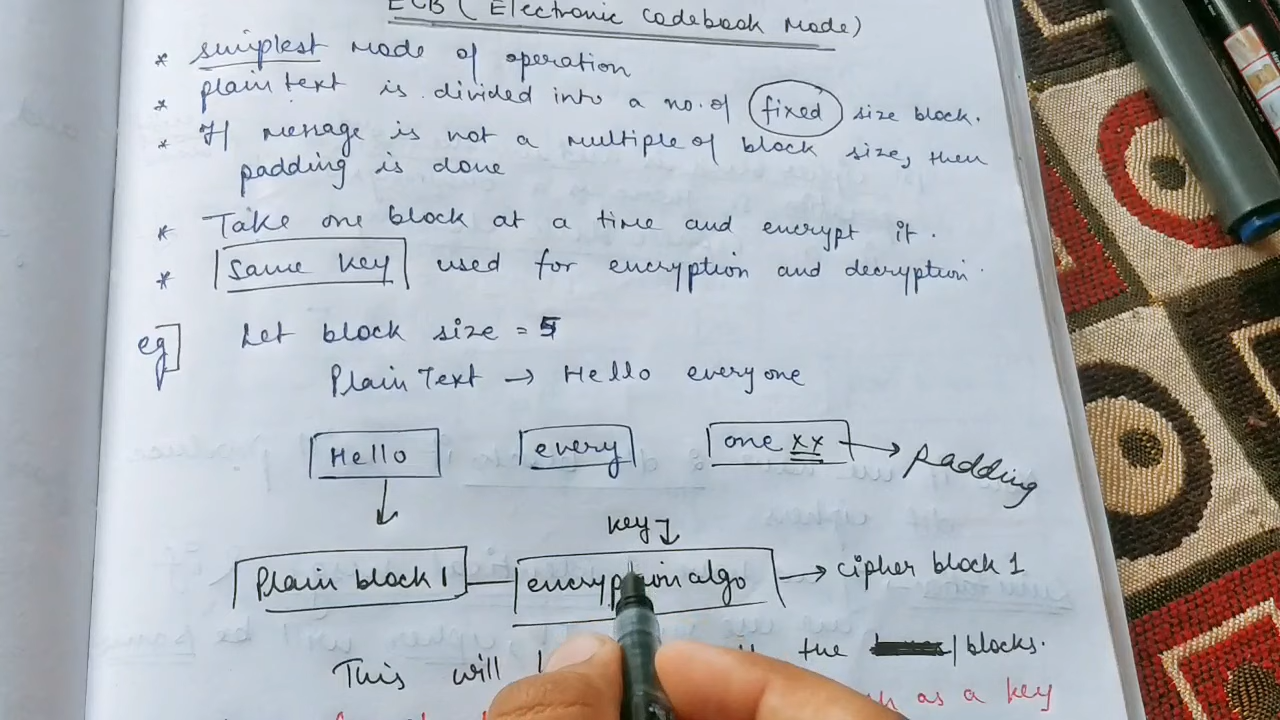 ECB ( Electronic Codebook Mode)
* simplest mode of operation
* plain text is divided into a no. of fixed size block.
* If message is not a multiple of block size, then
padding is done
* Take one block at a time and encrypt it.
* Same key used for encryption and decryption.
eg] Let block size = 5
Plain Text → Hello everyone
Hello every one xx → padding
key
Plain block 1 encryption algo → cipher block 1
This will the blocks.
as a key